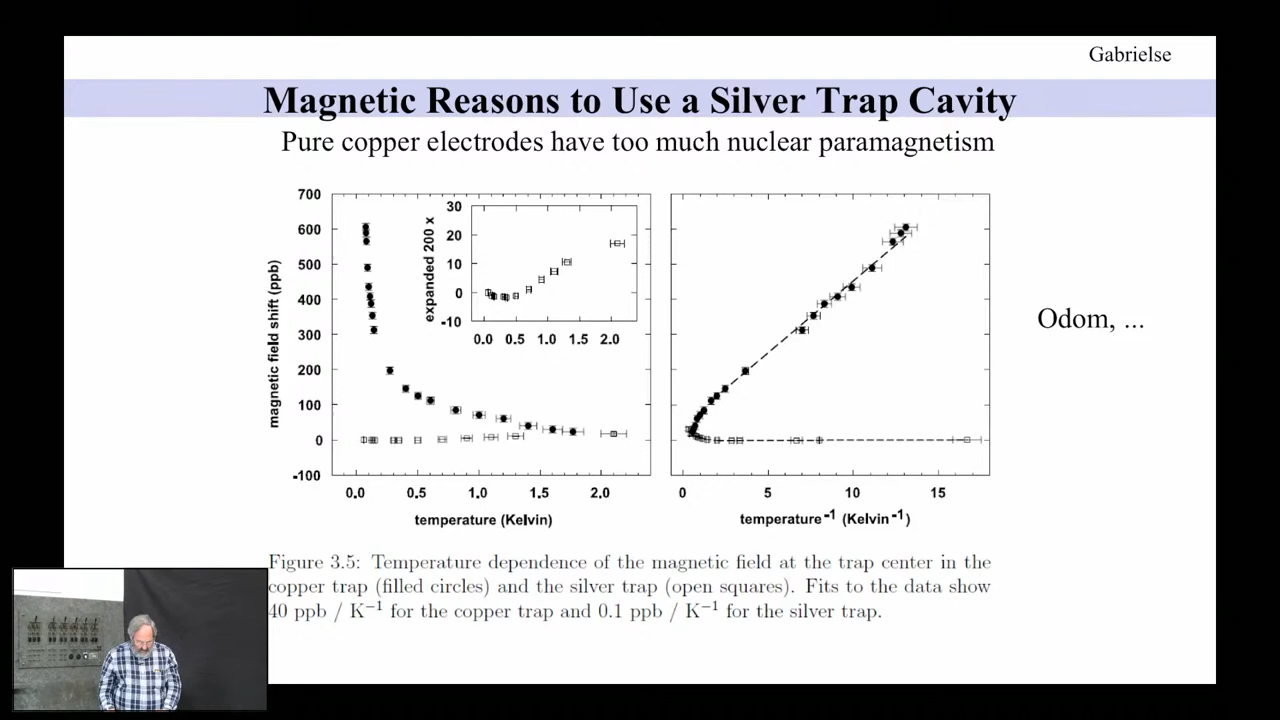 Gabrielse
Magnetic Reasons to Use a Silver Trap Cavity
Pure copper electrodes have too much nuclear paramagnetism
magnetic field shift (ppb)
700
600
500
400
300
200
100
0
-100
0.0 0.5 1.0 1.5 2.0
temperature (Kelvin)
expanded 200 x
30
20
10
0
-10
0.0 0.5 1.0 1.5 2.0
0 5 10 15
temperature⁻¹ (Kelvin⁻¹)
Odom, ...
Figure 3.5: Temperature dependence of the magnetic field at the trap center in the
copper trap (filled circles) and the silver trap (open squares). Fits to the data show
40 ppb / K⁻¹ for the copper trap and 0.1 ppb / K⁻¹ for the silver trap.